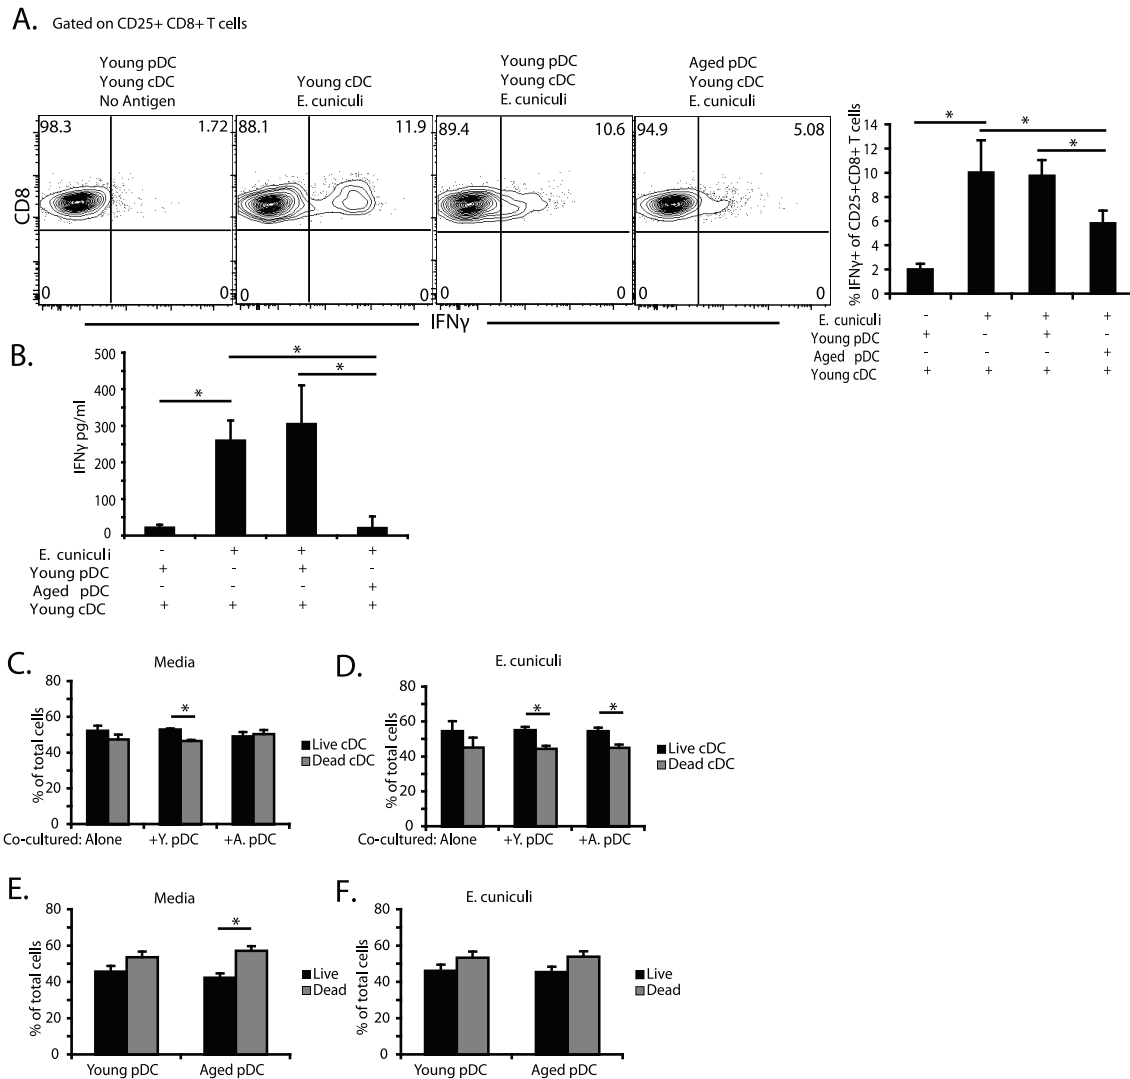 A. Gated on CD25+ CD8+ T cells
Young pDC
Young cDC
No Antigen
Young cDC
E. cuniculi
Young pDC
Young cDC
E. cuniculi
Aged pDC
Young cDC
E. cuniculi
98.3 1.72
88.1 11.9
89.4 10.6
94.9 5.08
CD8
0 0
0 0
0 0
0 0
IFNγ
% IFNγ+ of CD25+CD8+ T cells
14
12
10
8
6
4
2
0
* * *
E. cuniculi - + + +
Young pDC + - + -
Aged pDC - - - +
Young cDC + + + +
B.
IFNγ pg/ml
500
400
300
200
100
0
* * *
E. cuniculi - + + +
Young pDC + - + -
Aged pDC - - - +
Young cDC + + + +
C. Media
% of total cells
80
60
40
20
0
*
Live cDC
Dead cDC
Co-cultured: Alone +Y. pDC +A. pDC
D. E. cuniculi
% of total cells
80
60
40
20
0
* *
Live cDC
Dead cDC
Co-cultured: Alone +Y. pDC +A. pDC
E. Media
% of total cells
80
60
40
20
0
*
Live
Dead
Young pDC Aged pDC
F. E. cuniculi
% of total cells
80
60
40
20
0
Live
Dead
Young pDC Aged pDC